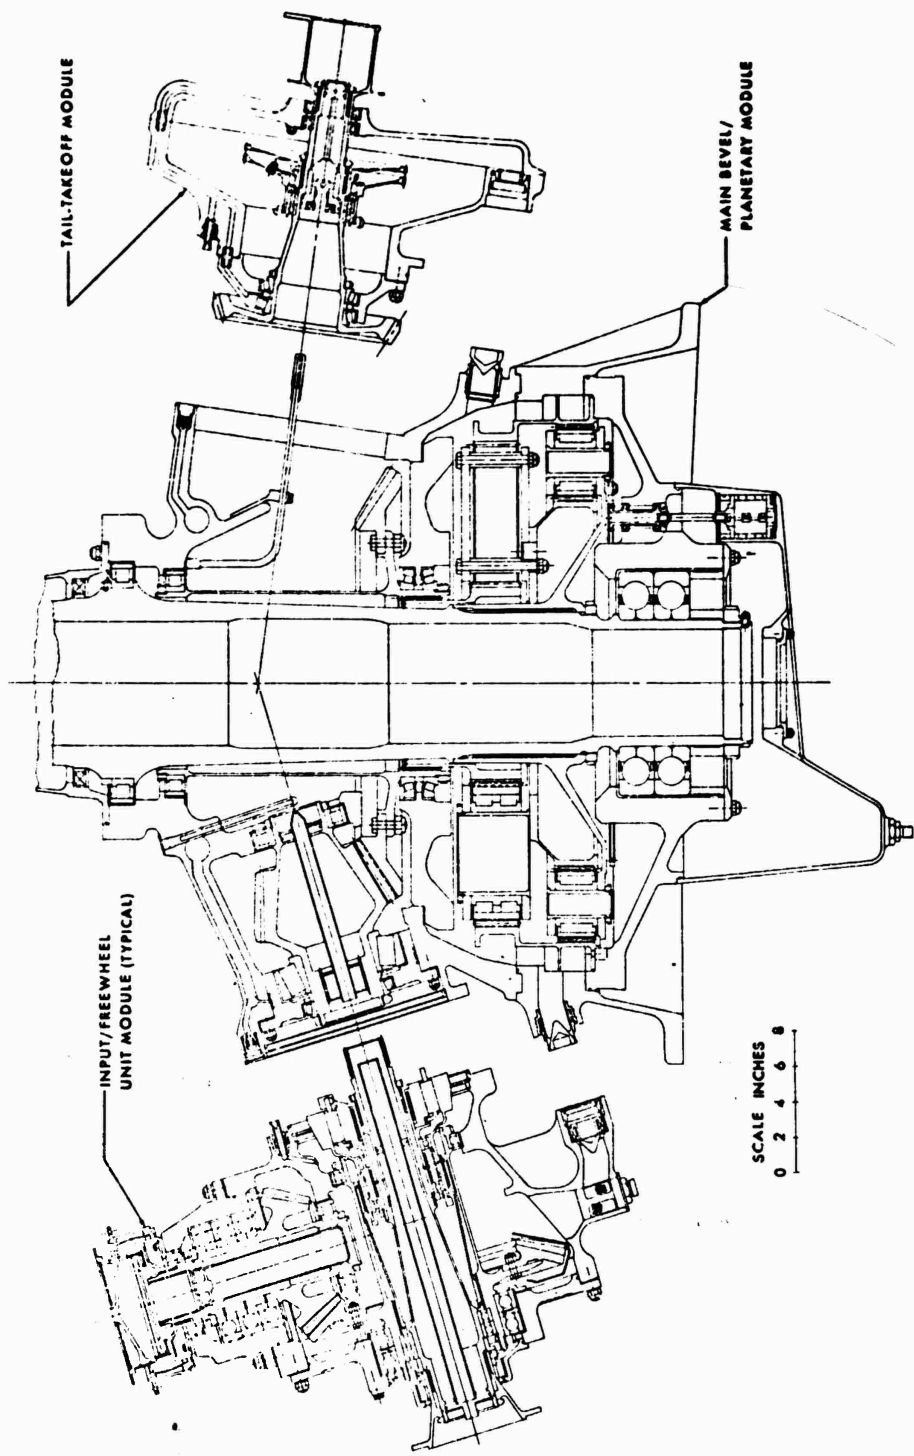 INPUT/FREEWHEEL
UNIT MODULE (TYPICAL)
TAIL-TAKEOFF MODULE
MAIN BEVEL/
PLANETARY MODULE
SCALE INCHES
0 2 4 6 8